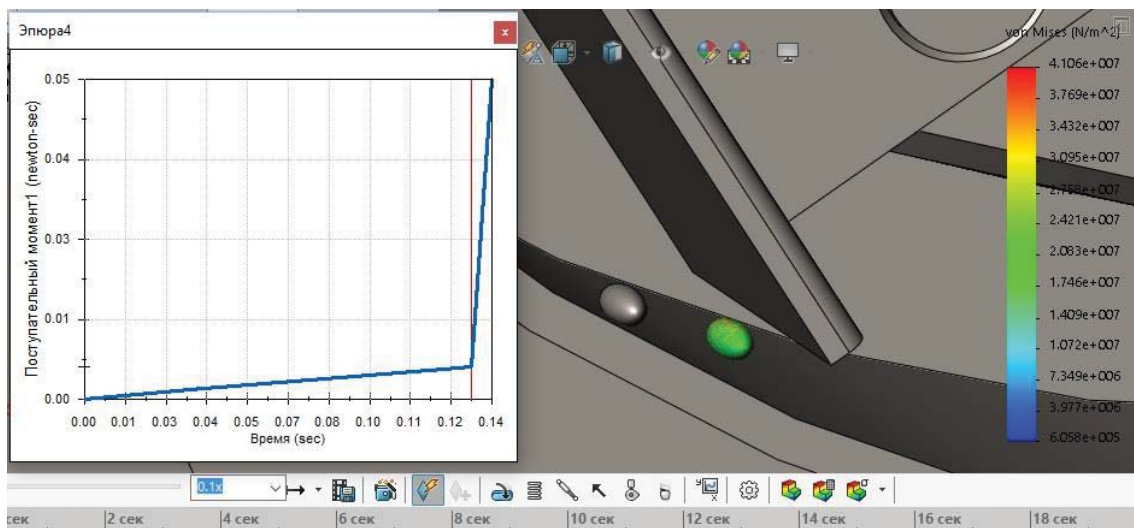 Эпюра4
x
0.05
0.04
0.03
0.01
0.00
Поступательный момент1 (newton-sec)
0.00 0.01 0.03 0.04 0.06 0.07 0.08 0.10 0.11 0.13 0.14
Время (sec)
von Mises (N/m^2)
4.106e+007
3.769e+007
3.432e+007
3.095e+007
2.758e+007
2.421e+007
2.083e+007
1.746e+007
1.409e+007
1.072e+007
7.349e+006
3.977e+006
6.058e+005
0.1x
сек 2 сек 4 сек 6 сек 8 сек 10 сек 12 сек 14 сек 16 сек 18 сек